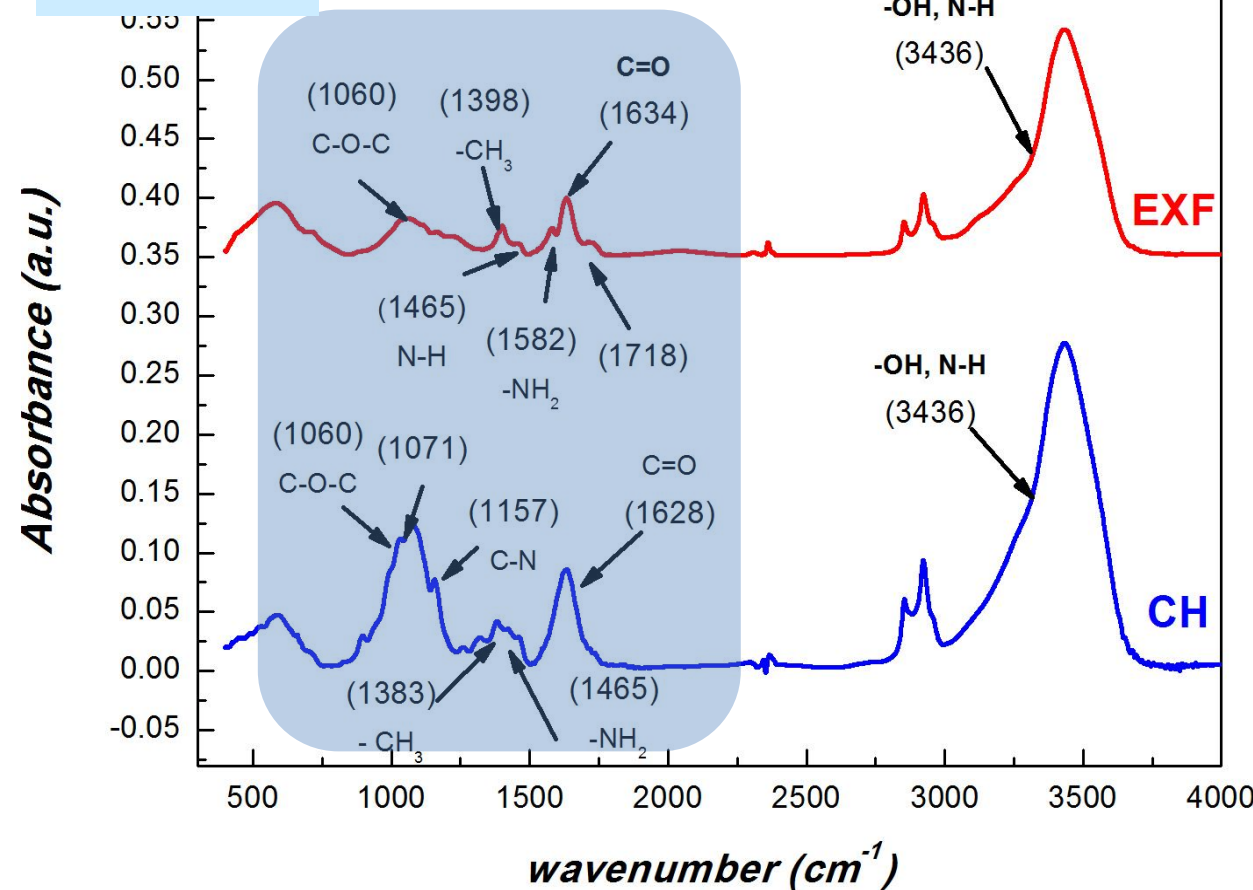 -OH, N-H
(3436)
C=O
(1634)
(1060)
C-O-C
(1398)
-CH3
EXF
(1465)
N-H
(1582)
-NH2
(1718)
-OH, N-H
(3436)
(1060)
C-O-C
(1071)
(1157)
C-N
C=O
(1628)
CH
(1383)
- CH3
(1465)
-NH2
0.55
0.50
0.45
0.40
0.35
0.30
0.25
0.20
0.15
0.10
0.05
0.00
-0.05
Absorbance (a.u.)
500 1000 1500 2000 2500 3000 3500 4000
wavenumber (cm-1)